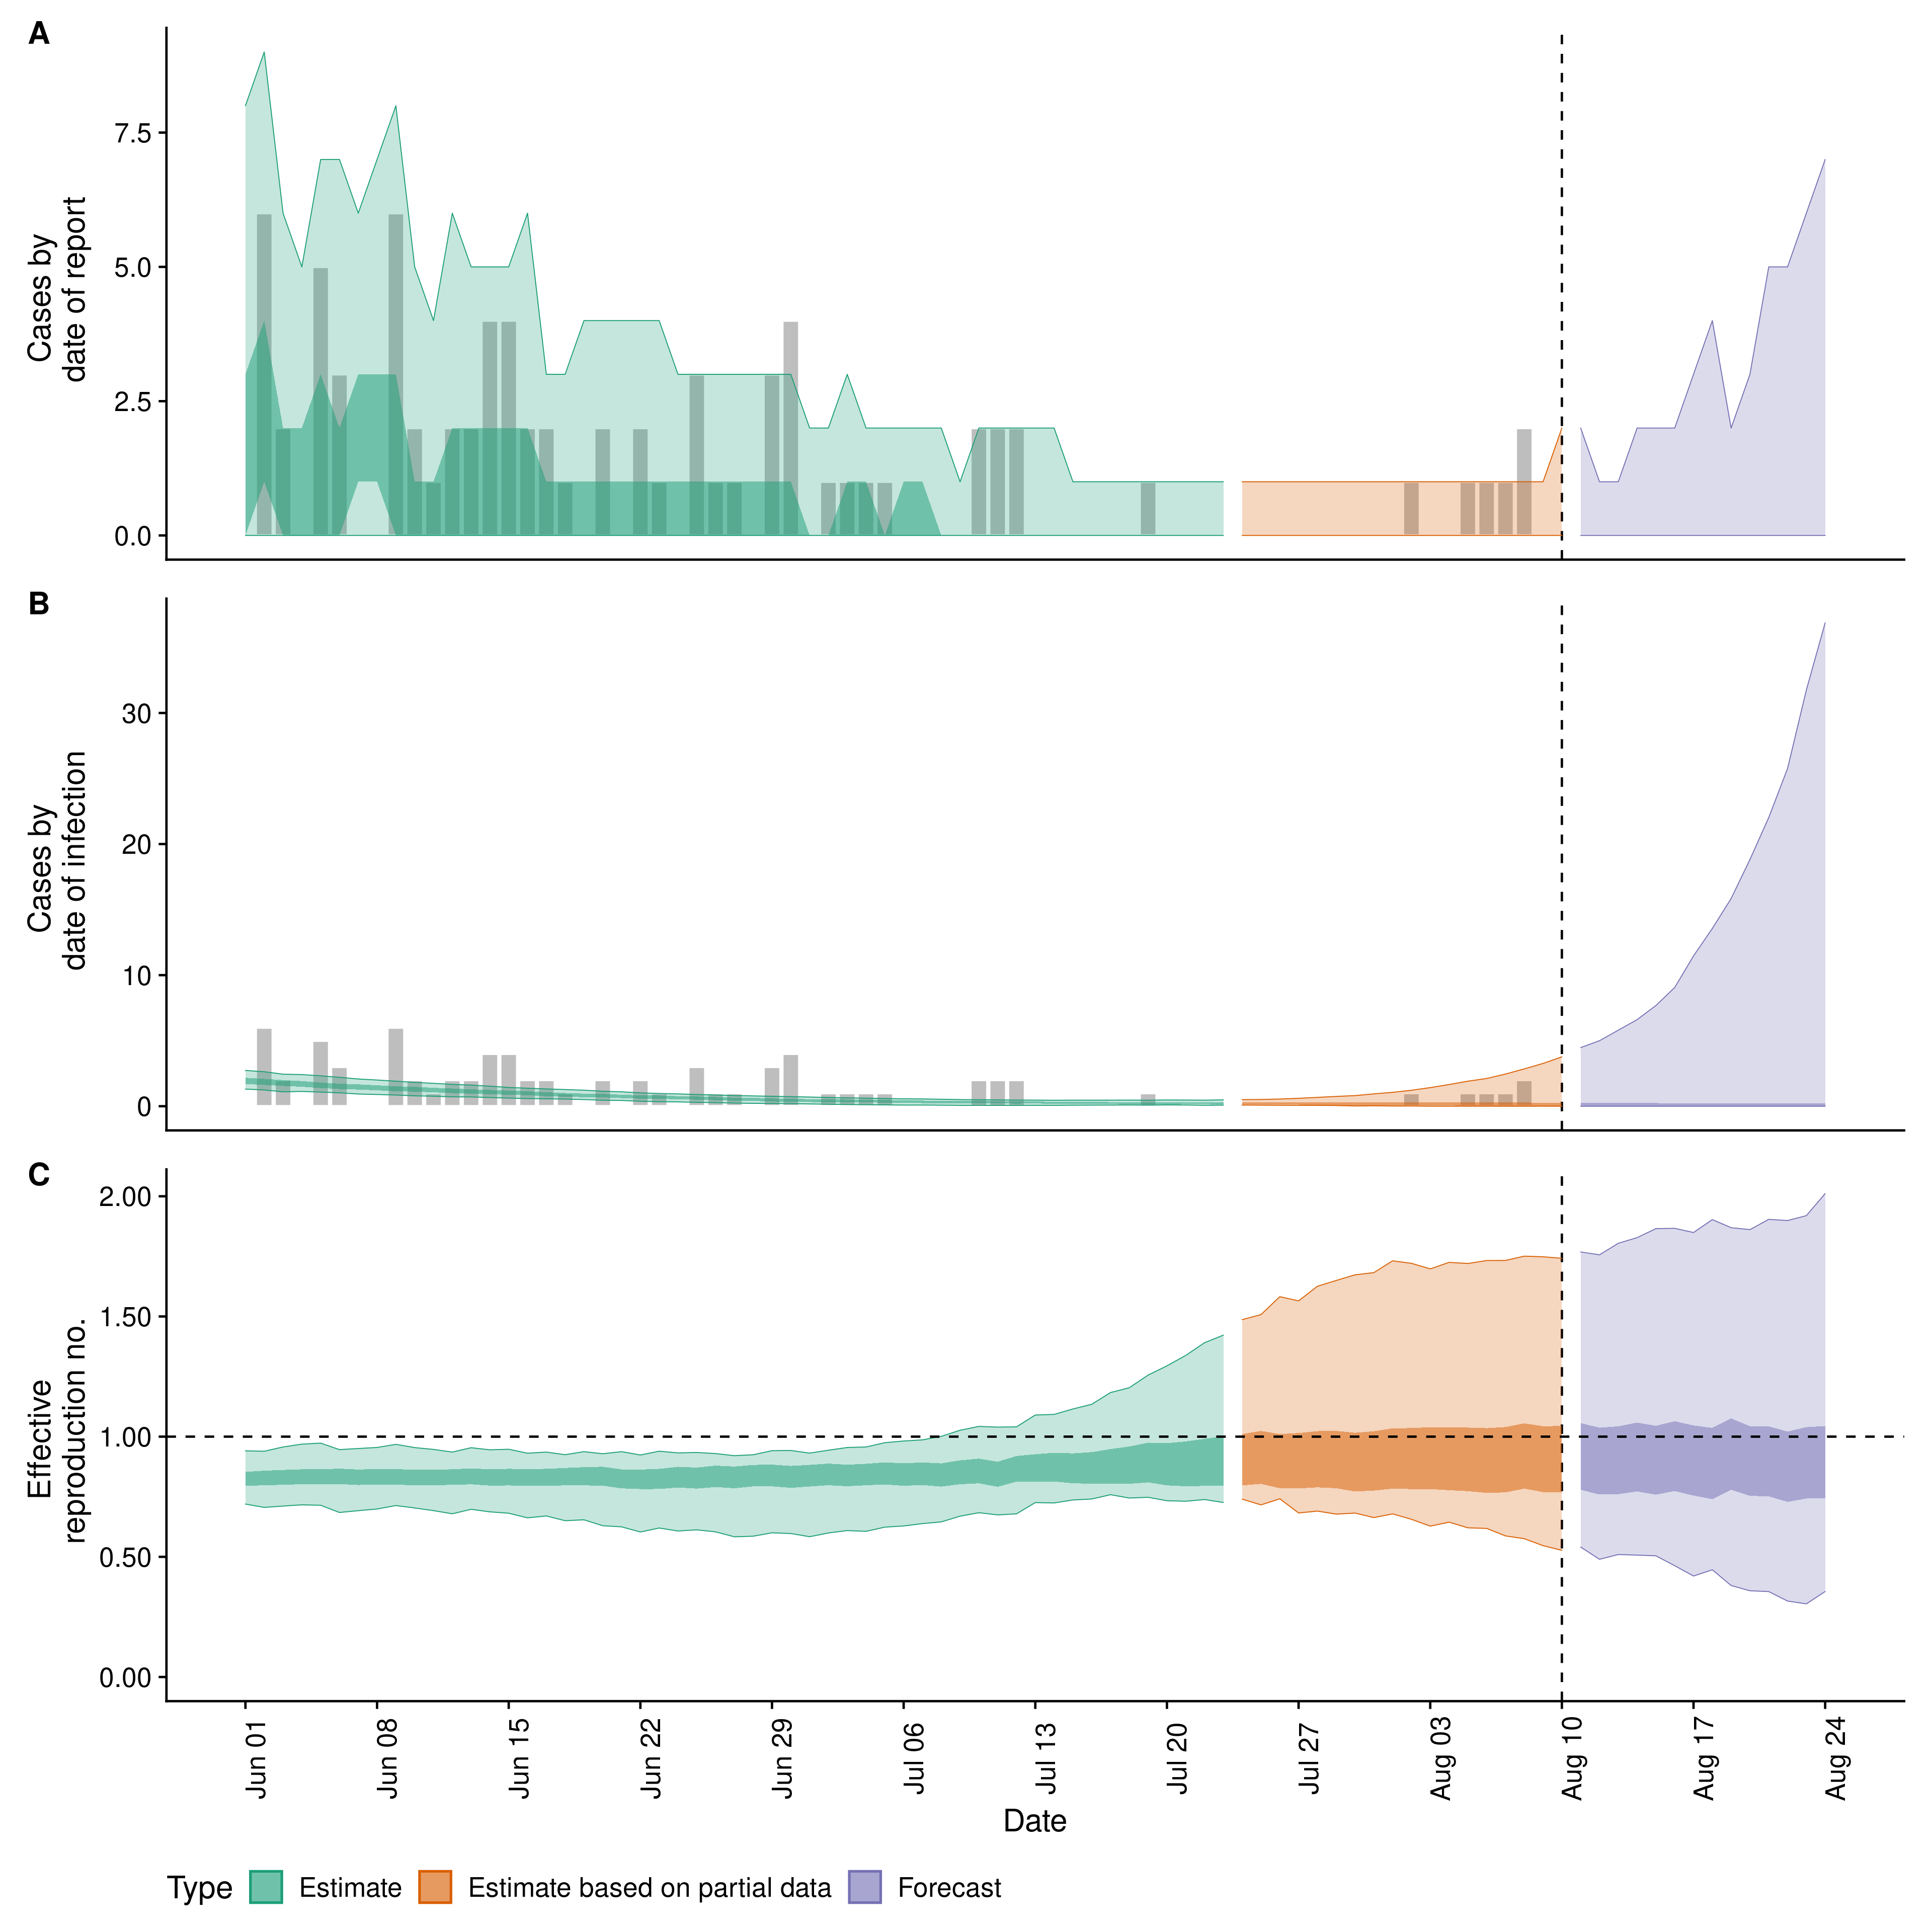 A
Cases by
date of report
7.5
5.0
2.5
0.0
B
Cases by
date of infection
30
20
10
0
C
Effective
reproduction no.
2.00
1.50
1.00
0.50
0.00
Jun 01
Jun 08
Jun 15
Jun 22
Jun 29
Jul 06
Jul 13
Jul 20
Jul 27
Aug 03
Aug 10
Aug 17
Aug 24
Date
Type Estimate Estimate based on partial data Forecast